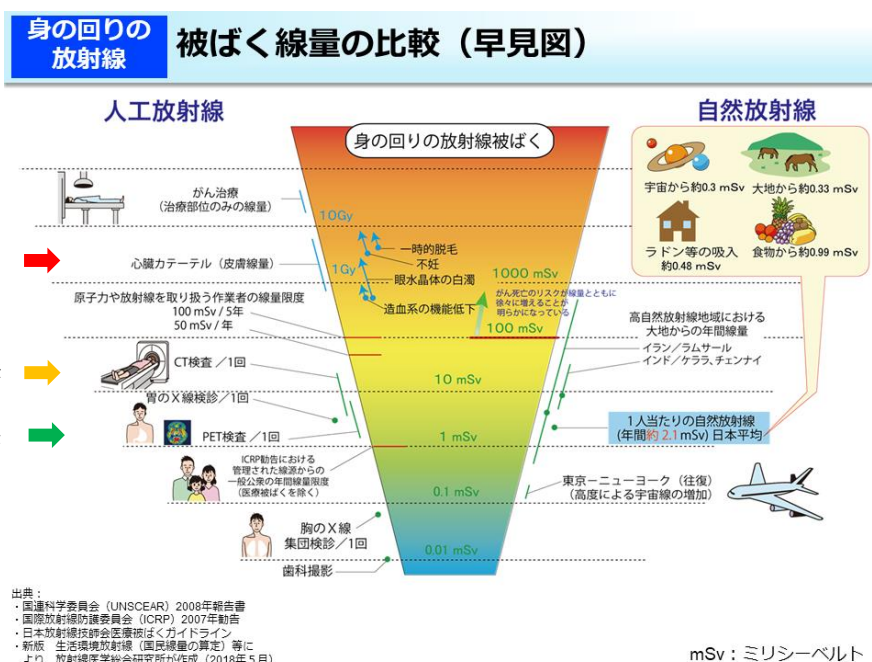 身の回りの
放射線
被ばく線量の比較（早見図）
人工放射線
自然放射線
身の回りの放射線被ばく
宇宙から約0.3 mSv
大地から約0.33 mSv
ラドン等の吸入
約0.48 mSv
食物から約0.99 mSv
がん治療
（治療部位のみの線量）
10Gy
一時的脱毛
不妊
心臓カテーテル（皮膚線量）
1Gy
眼水晶体の白濁
1000 mSv
造血系の機能低下
がん死亡のリスクが線量とともに
徐々に増えることが
明らかになっている
原子力や放射線を取り扱う作業者の線量限度
100 mSv / 5年
50 mSv / 年
100 mSv
高自然放射線地域における
大地からの年間線量
イラン／ラムサール
インド／ケララ、チェンナイ
CT検査／1回
10 mSv
胃のX線検診／1回
PET検査／1回
1 mSv
1人当たりの自然放射線
(年間約 2.1mSv) 日本平均
ICRP勧告における
管理された線源からの
一般公衆の年間線量限度
（医療被ばくを除く）
0.1 mSv
東京－ニューヨーク（往復）
（高度による宇宙線の増加）
胸のX線
集団検診／1回
0.01 mSv
歯科撮影
出典：
・国連科学委員会（UNSCEAR）2008年報告書
・国際放射線防護委員会（ICRP）2007年勧告
・日本放射線技師会医療被ばくガイドライン
・新版　生活環境放射線（国民線量の算定）等に
より、放射線医学総合研究所が作成（2018年５月）
mSv：ミリシーベルト